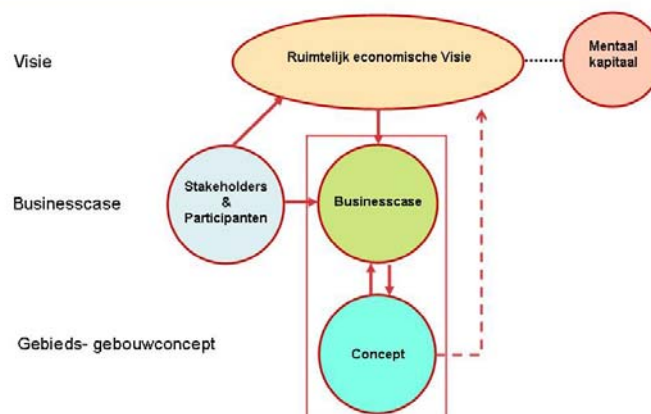 Visie
Ruimtelijk economische Visie
Mentaal
kapitaal
Businesscase
Stakeholders
&
Participanten
Businesscase
Gebieds- gebouwconcept
Concept